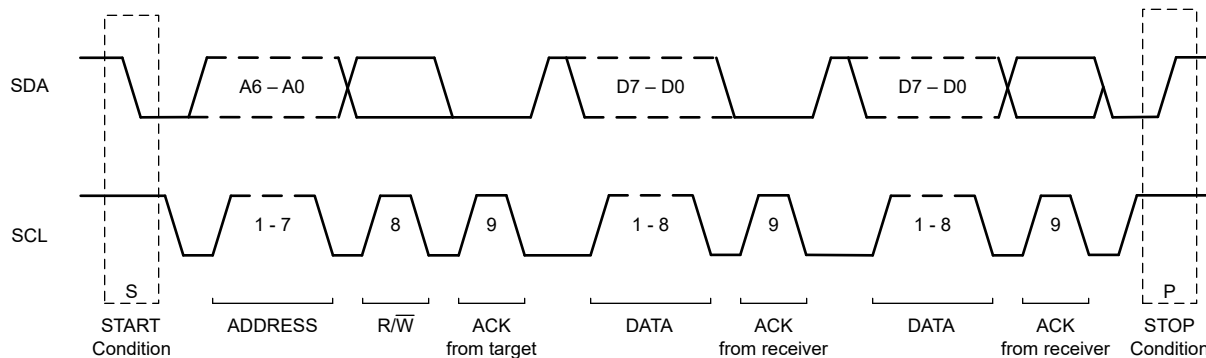 SDA
A6 – A0
D7 – D0
D7 – D0
SCL
1 - 7
8
9
1 - 8
9
1 - 8
9
S
P
START
Condition
ADDRESS
R/W̅
ACK
from target
DATA
ACK
from receiver
DATA
ACK
from receiver
STOP
Condition